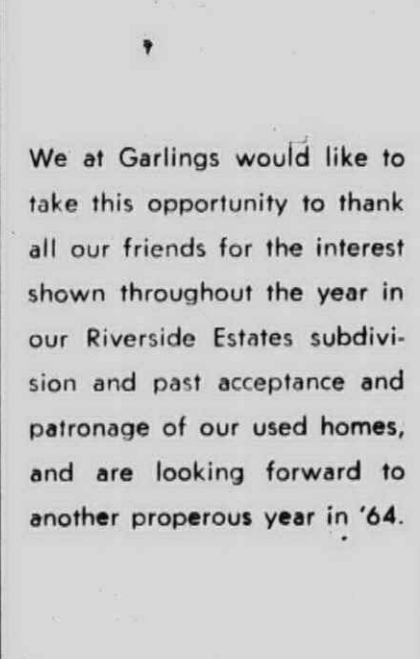 We at Garlings would like to
take this opportunity to thank
all our friends for the interest
shown throughout the year in
our Riverside Estates subdivi-
sion and past acceptance and
patronage of our used homes,
and are looking forward to
another properous year in '64.